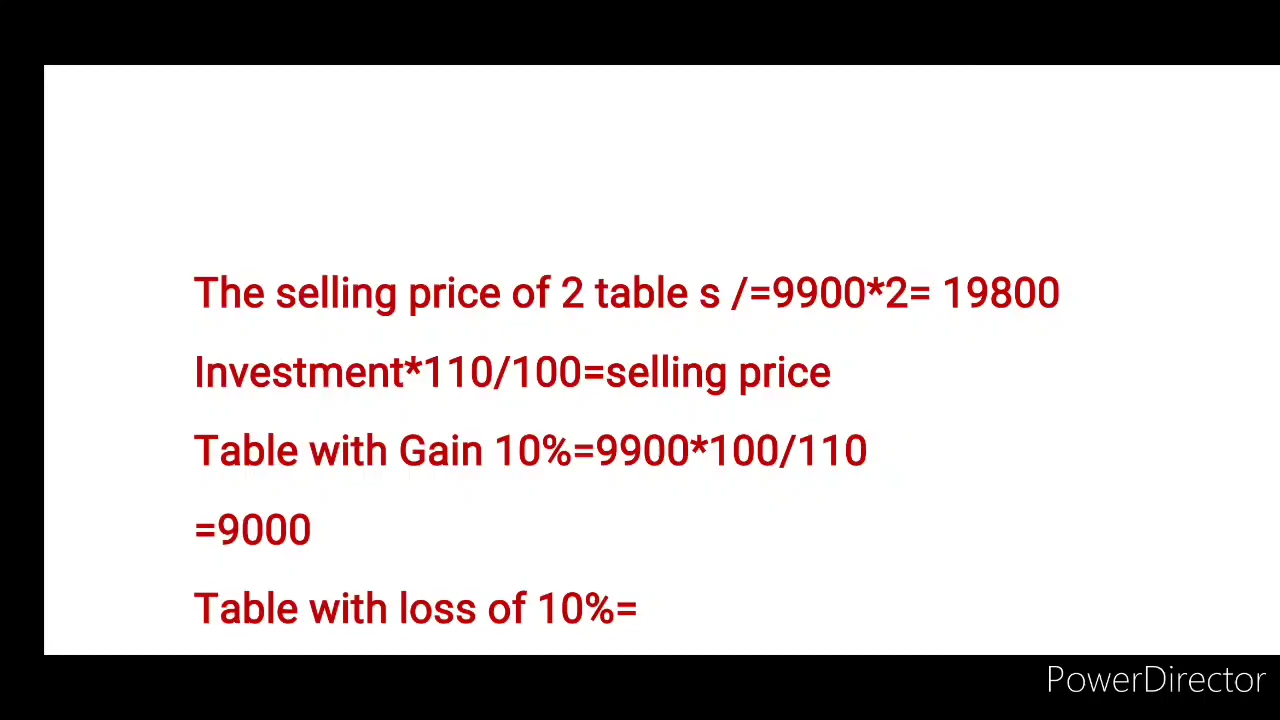 The selling price of 2 table s /=9900*2= 19800
Investment*110/100=selling price
Table with Gain 10%=9900*100/110
=9000
Table with loss of 10%=
PowerDirector